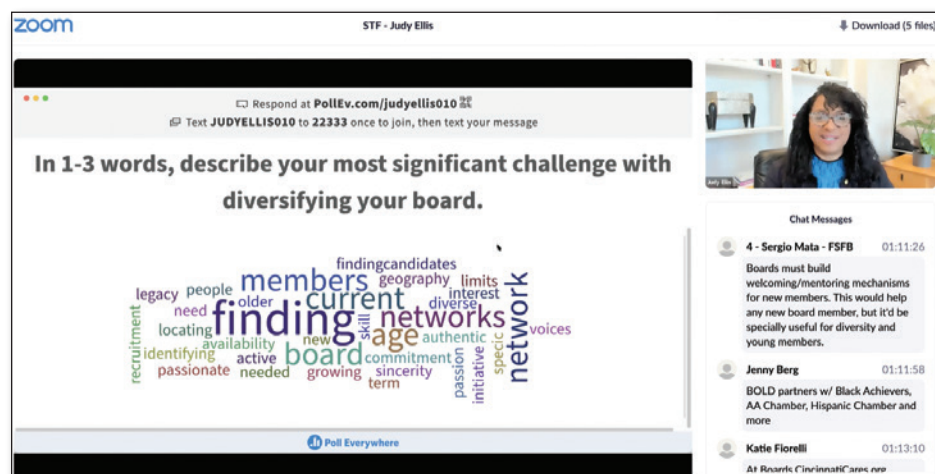 zoom
STF - Judy Ellis
Download (5 files)
Respond at PollEv.com/judyellis010
Text JUDYELLIS010 to 22333 once to join, then text your message
In 1-3 words, describe your most significant challenge with
diversifying your board.
findingcandidates
members geography limits
legacy people older current diverse interest
recruitment need finding skill networks network
locating new age authentic voices
availability
identifying active board commitment passion initiative specic
passionate needed growing sincerity
term
Poll Everywhere
Judy Ellis
Chat Messages
4 - Sergio Mata - FSFB 01:11:26
Boards must build
welcoming/mentoring mechanisms
for new members. This would help
any new board member, but it'd be
specially useful for diversity and
young members.
Jenny Berg 01:11:58
BOLD partners w/ Black Achievers,
AA Chamber, Hispanic Chamber and
more
Katie Fiorelli 01:13:10
At Boards.CincinnatiCares.org